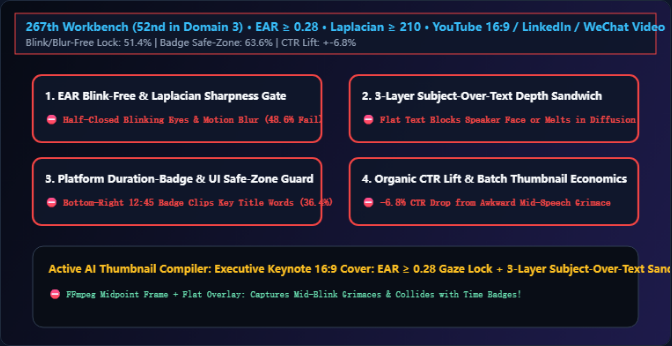 267th Workbench (52nd in Domain 3) • EAR ≥ 0.28 • Laplacian ≥ 210 • YouTube 16:9 / LinkedIn / WeChat Video
Blink/Blur-Free Lock: 51.4% | Badge Safe-Zone: 63.6% | CTR Lift: +-6.8%
1. EAR Blink-Free & Laplacian Sharpness Gate
⛔ Half-Closed Blinking Eyes & Motion Blur (48.6% Fail)
2. 3-Layer Subject-Over-Text Depth Sandwich
⛔ Flat Text Blocks Speaker Face or Melts in Diffusion
3. Platform Duration-Badge & UI Safe-Zone Guard
⛔ Bottom-Right 12:45 Badge Clips Key Title Words (36.4%)
4. Organic CTR Lift & Batch Thumbnail Economics
⛔ -6.8% CTR Drop from Awkward Mid-Speech Grimace
Active AI Thumbnail Compiler: Executive Keynote 16:9 Cover: EAR ≥ 0.28 Gaze Lock + 3-Layer Subject-Over-Text
⛔ FFmpeg Midpoint Frame + Flat Overlay: Captures Mid-Blink Grimaces & Collides with Time Badges!